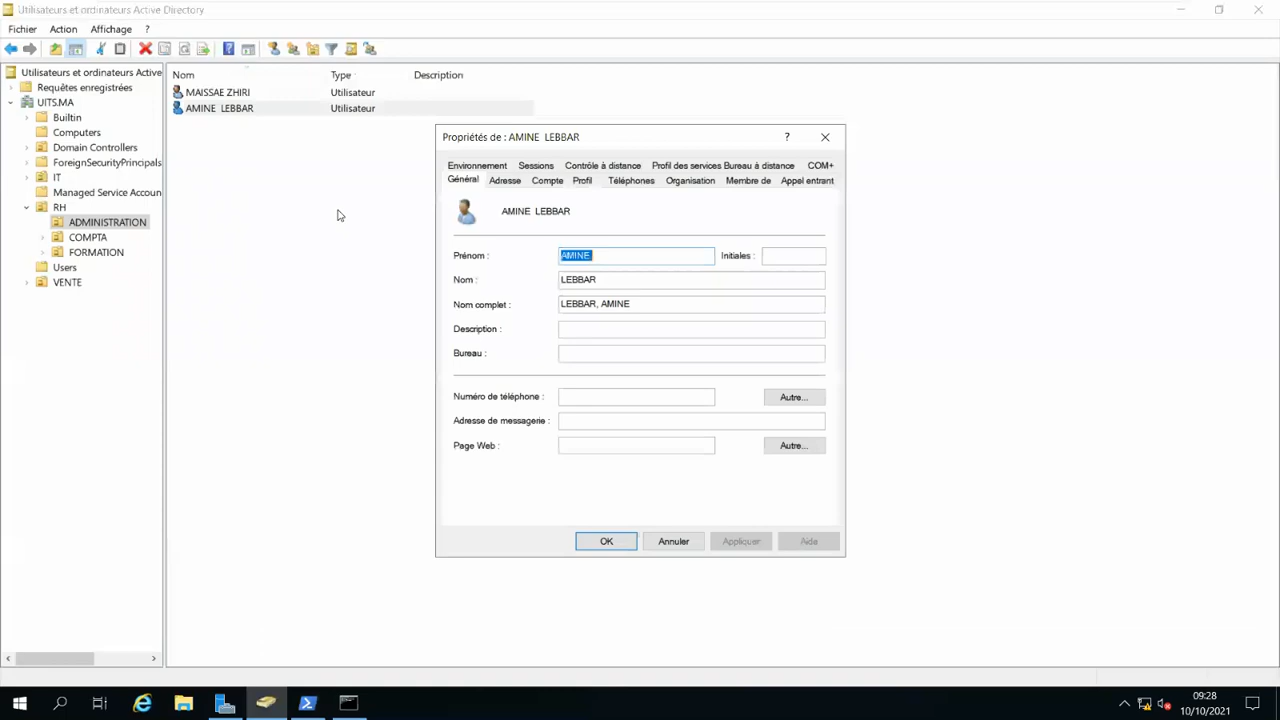 Utilisateurs et ordinateurs Active Directory
Fichier Action Affichage ?
Utilisateurs et ordinateurs Active
Requêtes enregistrées
UITS.MA
Builtin
Computers
Domain Controllers
ForeignSecurityPrincipals
IT
Managed Service Accoun
RH
ADMINISTRATION
COMPTA
FORMATION
Users
VENTE
Nom Type Description
MAISSAE ZHIRI Utilisateur
AMINE LEBBAR Utilisateur
Propriétés de : AMINE LEBBAR ?
Environnement Sessions Contrôle à distance Profil des services Bureau à distance COM+
Général Adresse Compte Profil Téléphones Organisation Membre de Appel entrant
AMINE LEBBAR
Prénom : AMINE Initiales :
Nom : LEBBAR
Nom complet : LEBBAR, AMINE
Description :
Bureau :
Numéro de téléphone : Autre...
Adresse de messagerie :
Page Web : Autre...
OK Annuler Appliquer Aide
09:28
10/10/2021